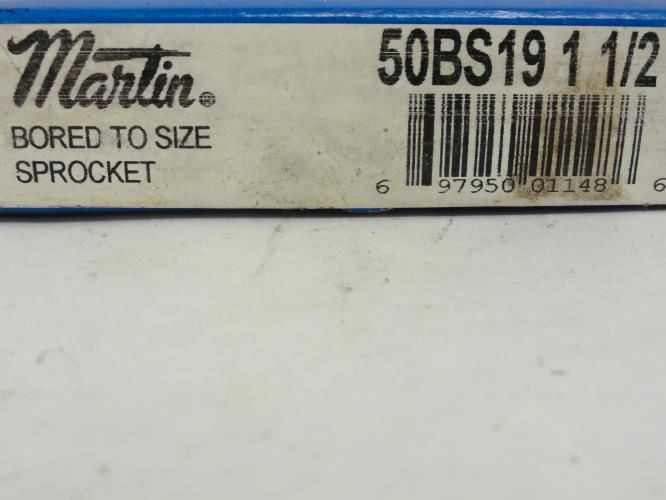 Martin®
BORED TO SIZE
SPROCKET
50BS19 1 1/2
6 97950 01148 6